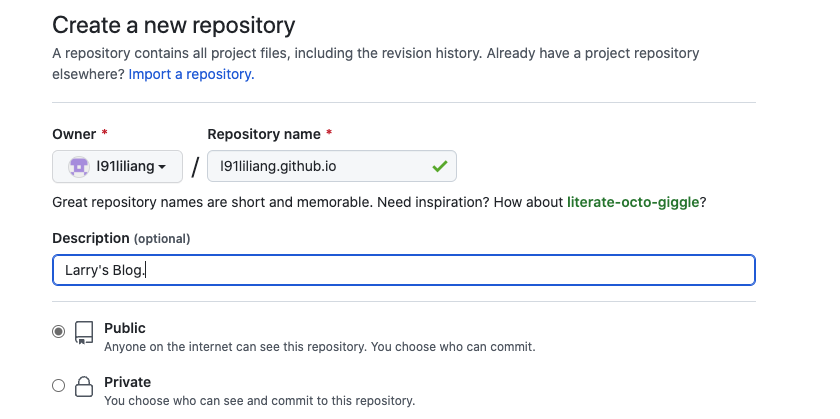 Create a new repository
A repository contains all project files, including the revision history. Already have a project repository
elsewhere? Import a repository.
Owner *
Repository name *
l91liliang
/
l91liliang.github.io
Great repository names are short and memorable. Need inspiration? How about literate-octo-giggle?
Description (optional)
Larry's Blog.
Public
Anyone on the internet can see this repository. You choose who can commit.
Private
You choose who can see and commit to this repository.